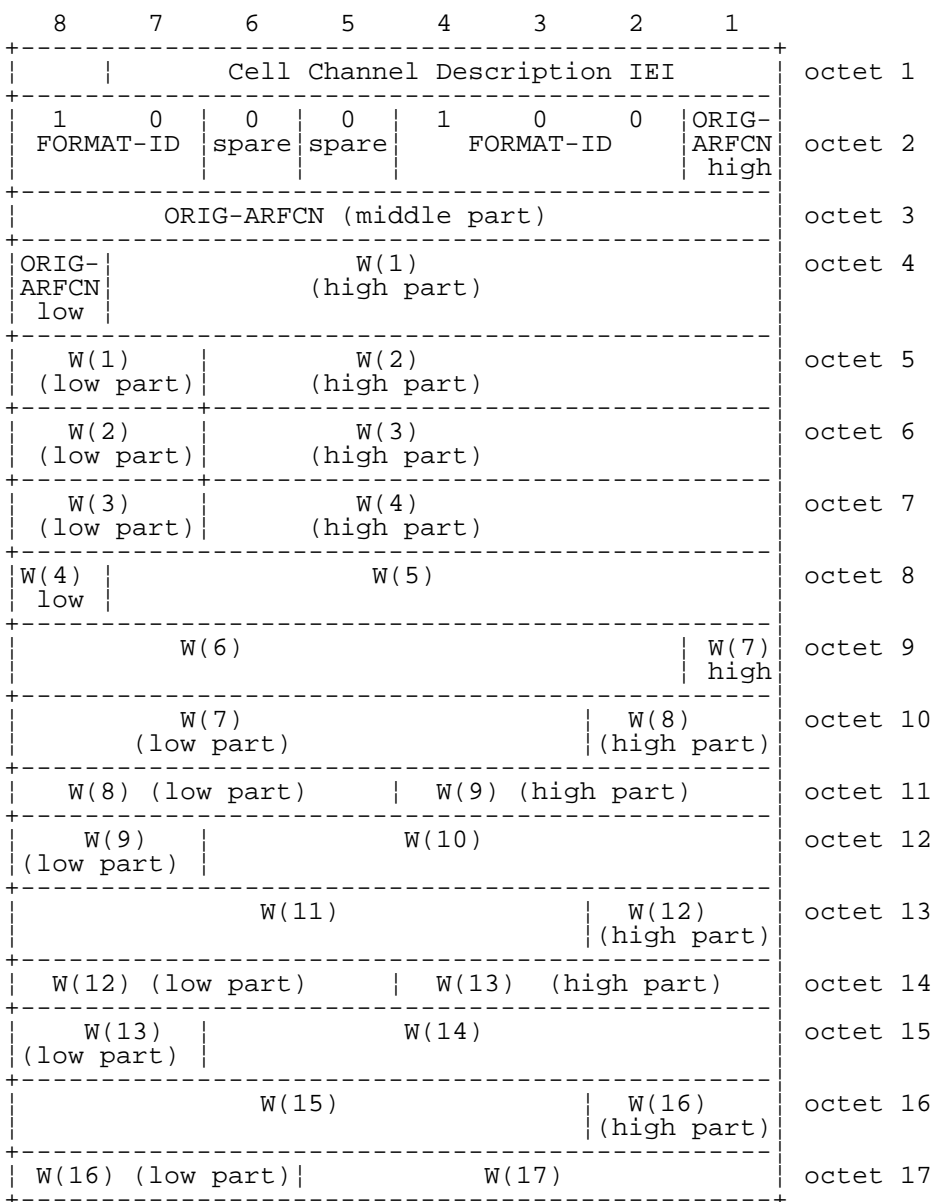 8 7 6 5 4 3 2 1
Cell Channel Description IEI octet 1
1 0 0 0 1 0 0 ORIG-
FORMAT-ID spare spare FORMAT-ID ARFCN octet 2
high
ORIG-ARFCN (middle part) octet 3
ORIG- W(1) octet 4
ARFCN (high part)
low
W(1) W(2) octet 5
(low part) (high part)
W(2) W(3) octet 6
(low part) (high part)
W(3) W(4) octet 7
(low part) (high part)
W(4) W(5) octet 8
low
W(6) W(7) octet 9
high
W(7) W(8) octet 10
(low part) (high part)
W(8) (low part) W(9) (high part) octet 11
W(9) W(10) octet 12
(low part)
W(11) W(12) octet 13
(high part)
W(12) (low part) W(13) (high part) octet 14
W(13) W(14) octet 15
(low part)
W(15) W(16) octet 16
(high part)
W(16) (low part) W(17) octet 17